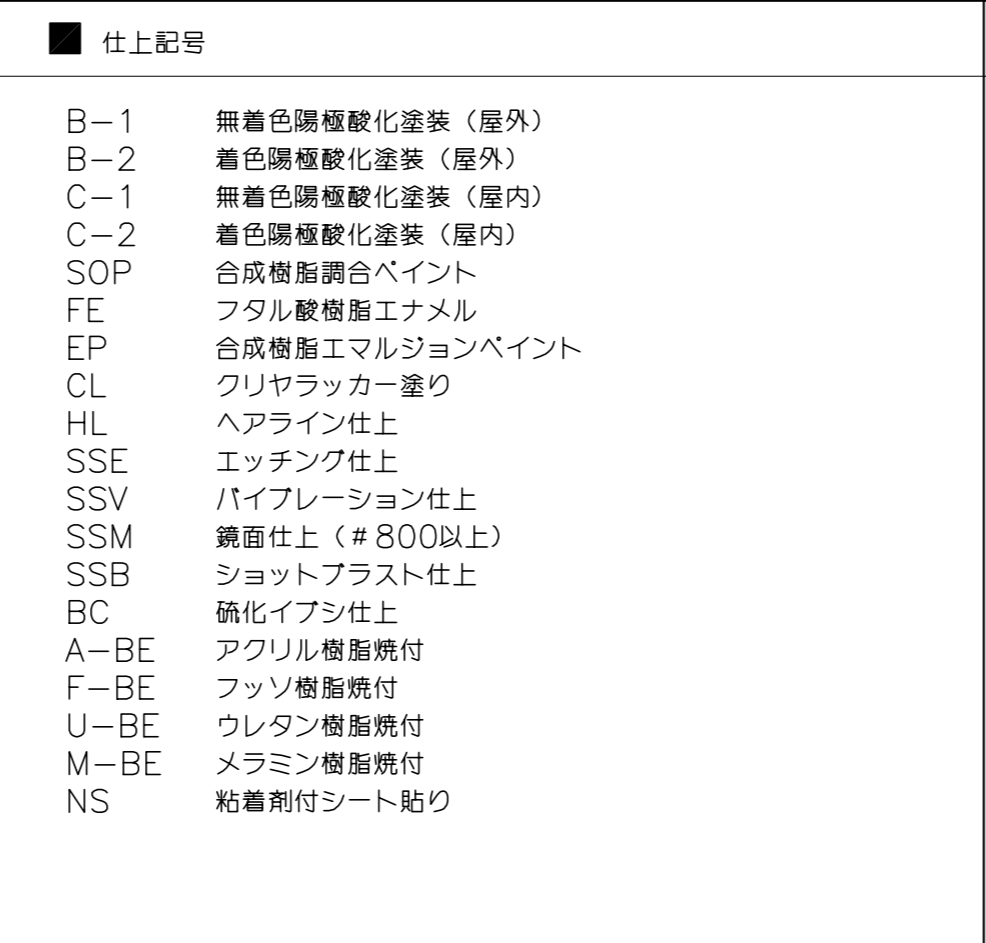 仕上記号
B－1 無着色陽極酸化塗装（屋外）
B－2 着色陽極酸化塗装（屋外）
C－1 無着色陽極酸化塗装（屋内）
C－2 着色陽極酸化塗装（屋内）
SOP 合成樹脂調合ペイント
FE フタル酸樹脂エナメル
EP 合成樹脂エマルジョンペイント
CL クリヤラッカー塗り
HL ヘアライン仕上
SSE エッチング仕上
SSV バイブレーション仕上
SSM 鏡面仕上（＃800以上）
SSB ショットブラスト仕上
BC 硫化イブシ仕上
A－BE アクリル樹脂焼付
F－BE フッソ樹脂焼付
U－BE ウレタン樹脂焼付
M－BE メラミン樹脂焼付
NS 粘着剤付シート貼り